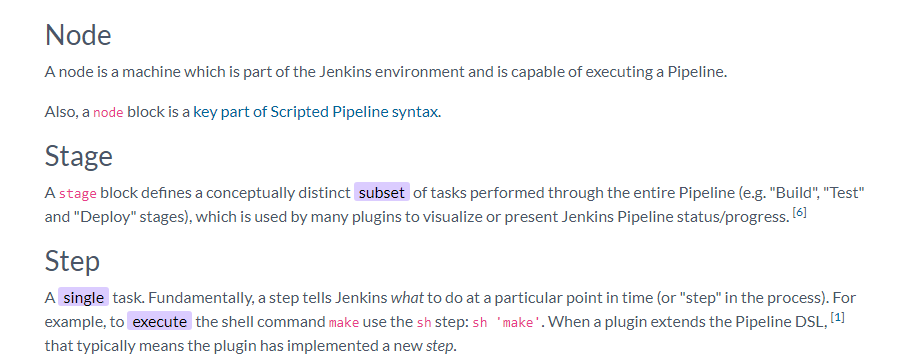 Node
A node is a machine which is part of the Jenkins environment and is capable of executing a Pipeline.
Also, a node block is a key part of Scripted Pipeline syntax.
Stage
A stage block defines a conceptually distinct subset of tasks performed through the entire Pipeline (e.g. "Build", "Test"
and "Deploy" stages), which is used by many plugins to visualize or present Jenkins Pipeline status/progress. [6]
Step
A single task. Fundamentally, a step tells Jenkins what to do at a particular point in time (or "step" in the process). For
example, to execute the shell command make use the sh step: sh 'make'. When a plugin extends the Pipeline DSL, [1]
that typically means the plugin has implemented a new step.